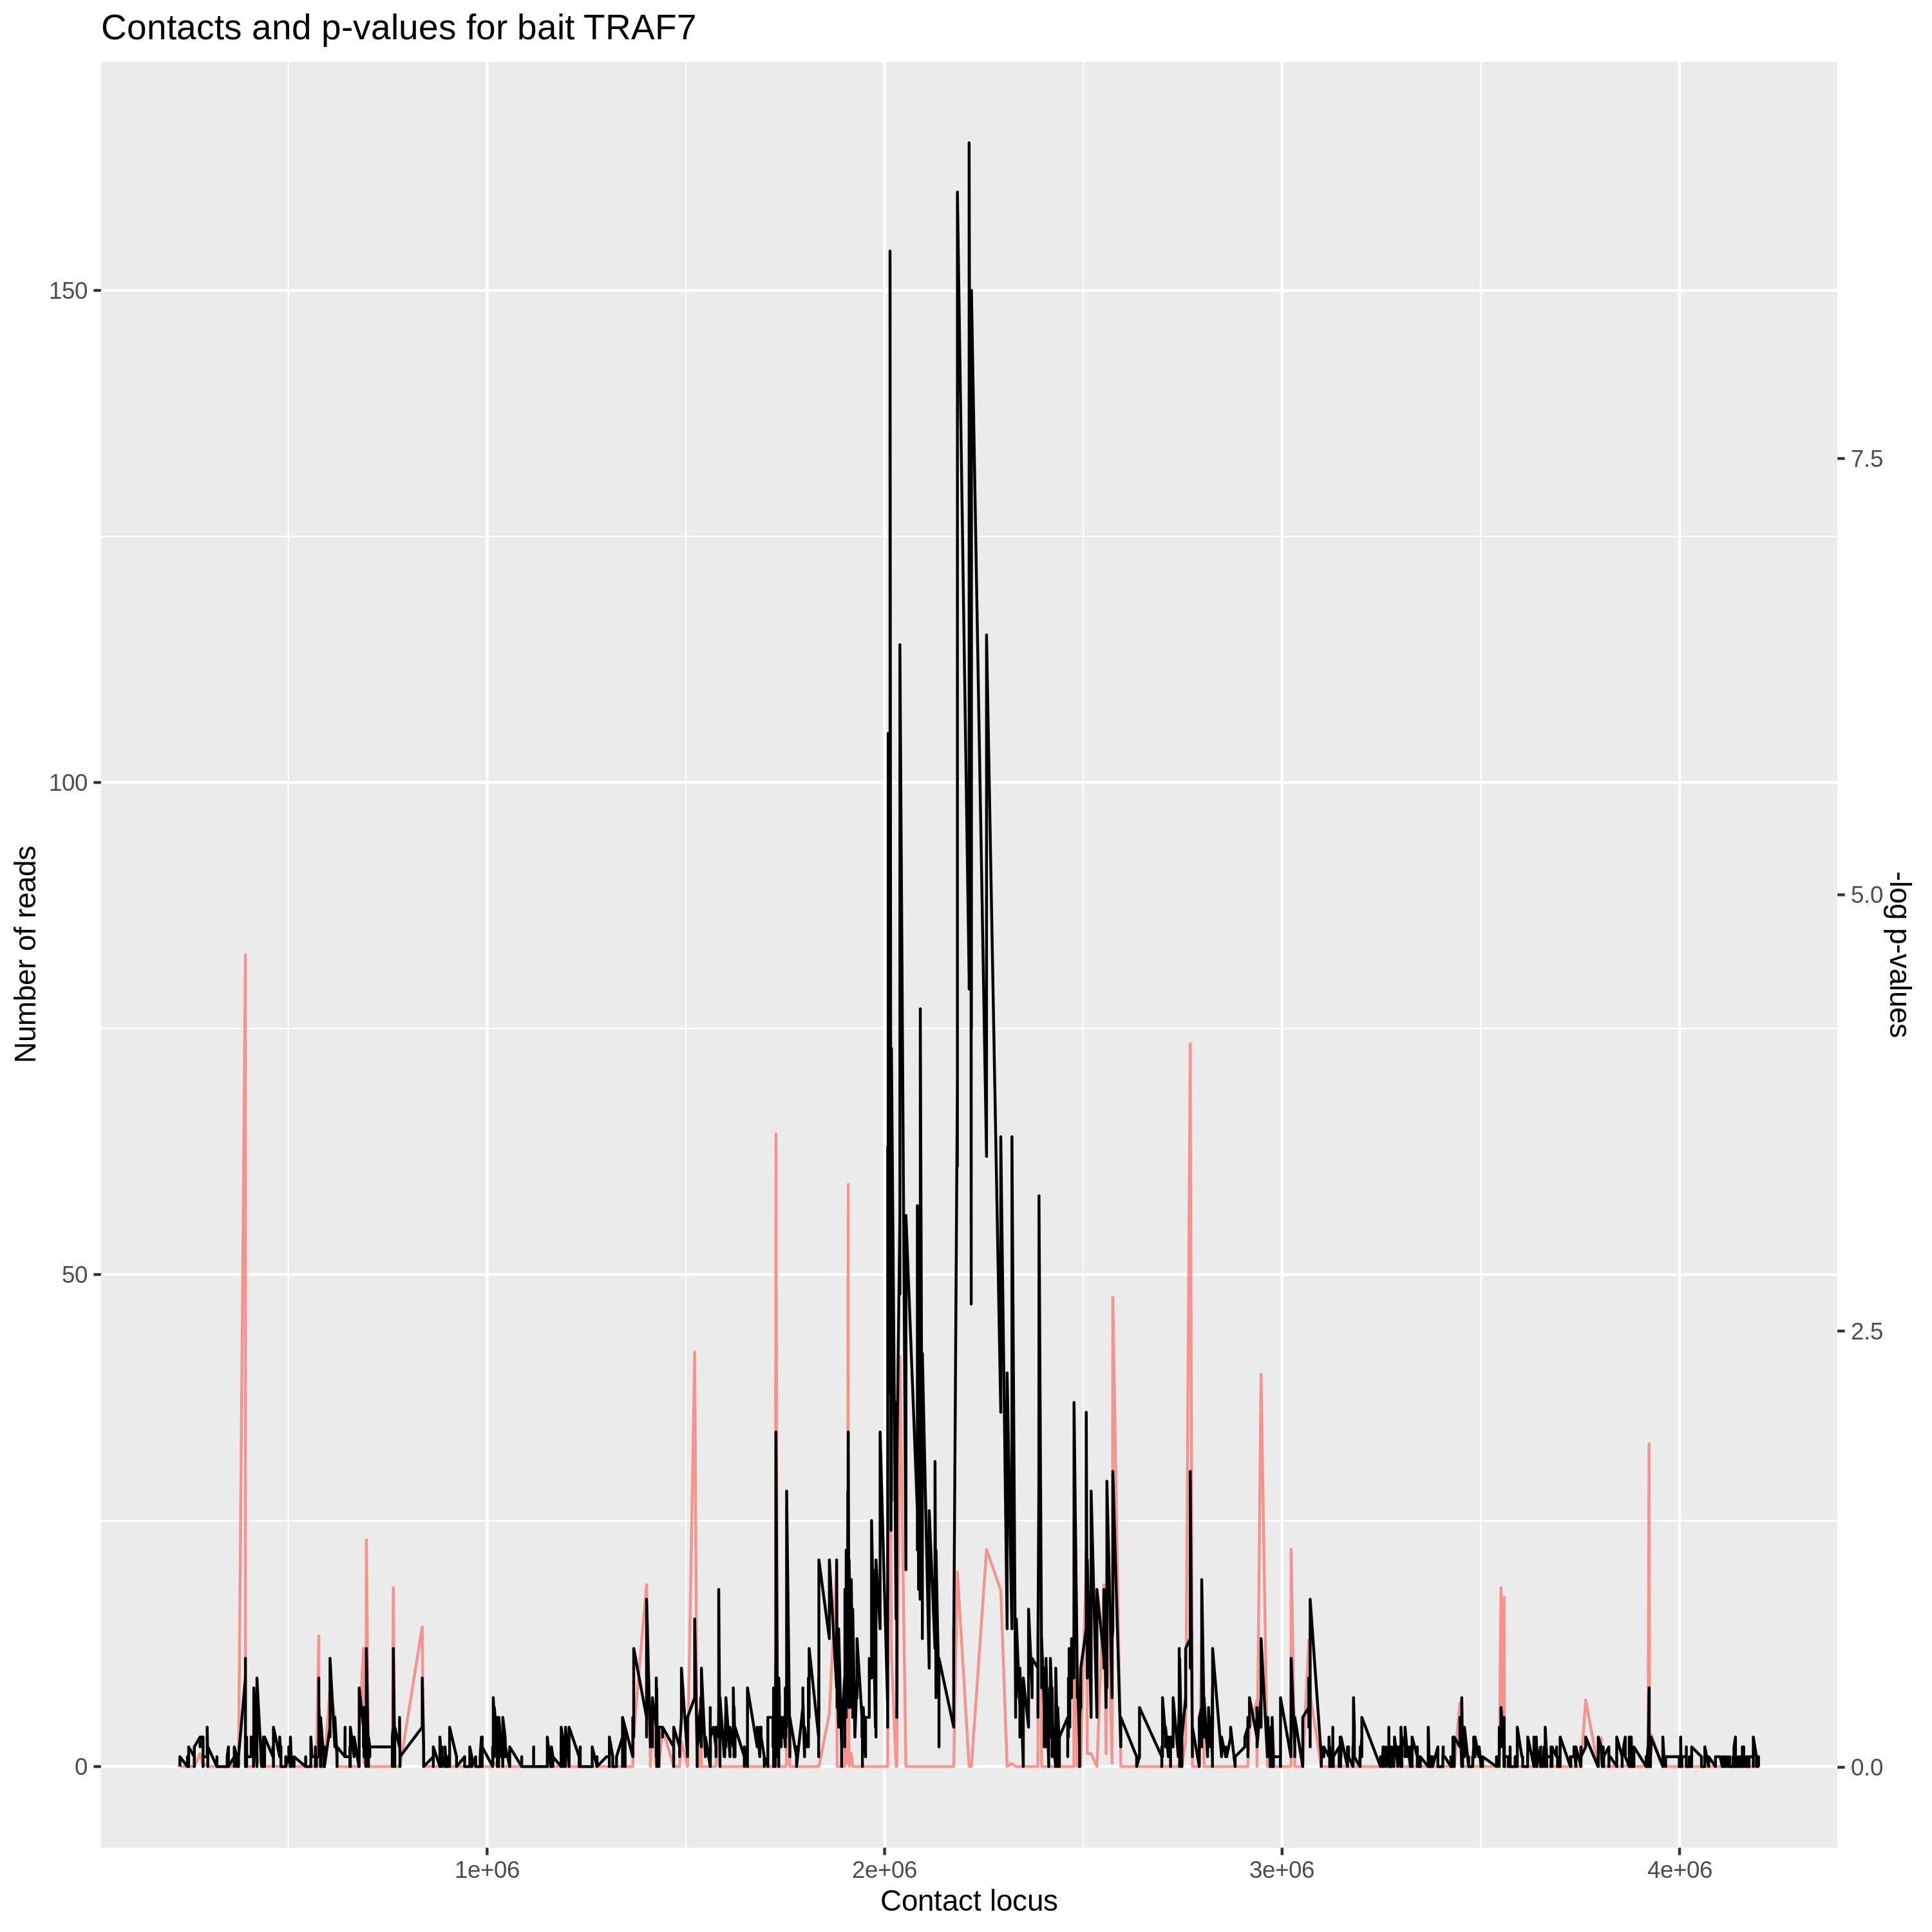 Contacts and p-values for bait TRAF7
Number of reads
150
100
50
0
7.5
5.0
2.5
0.0
-log p-values
1e+06
2e+06
3e+06
4e+06
Contact locus